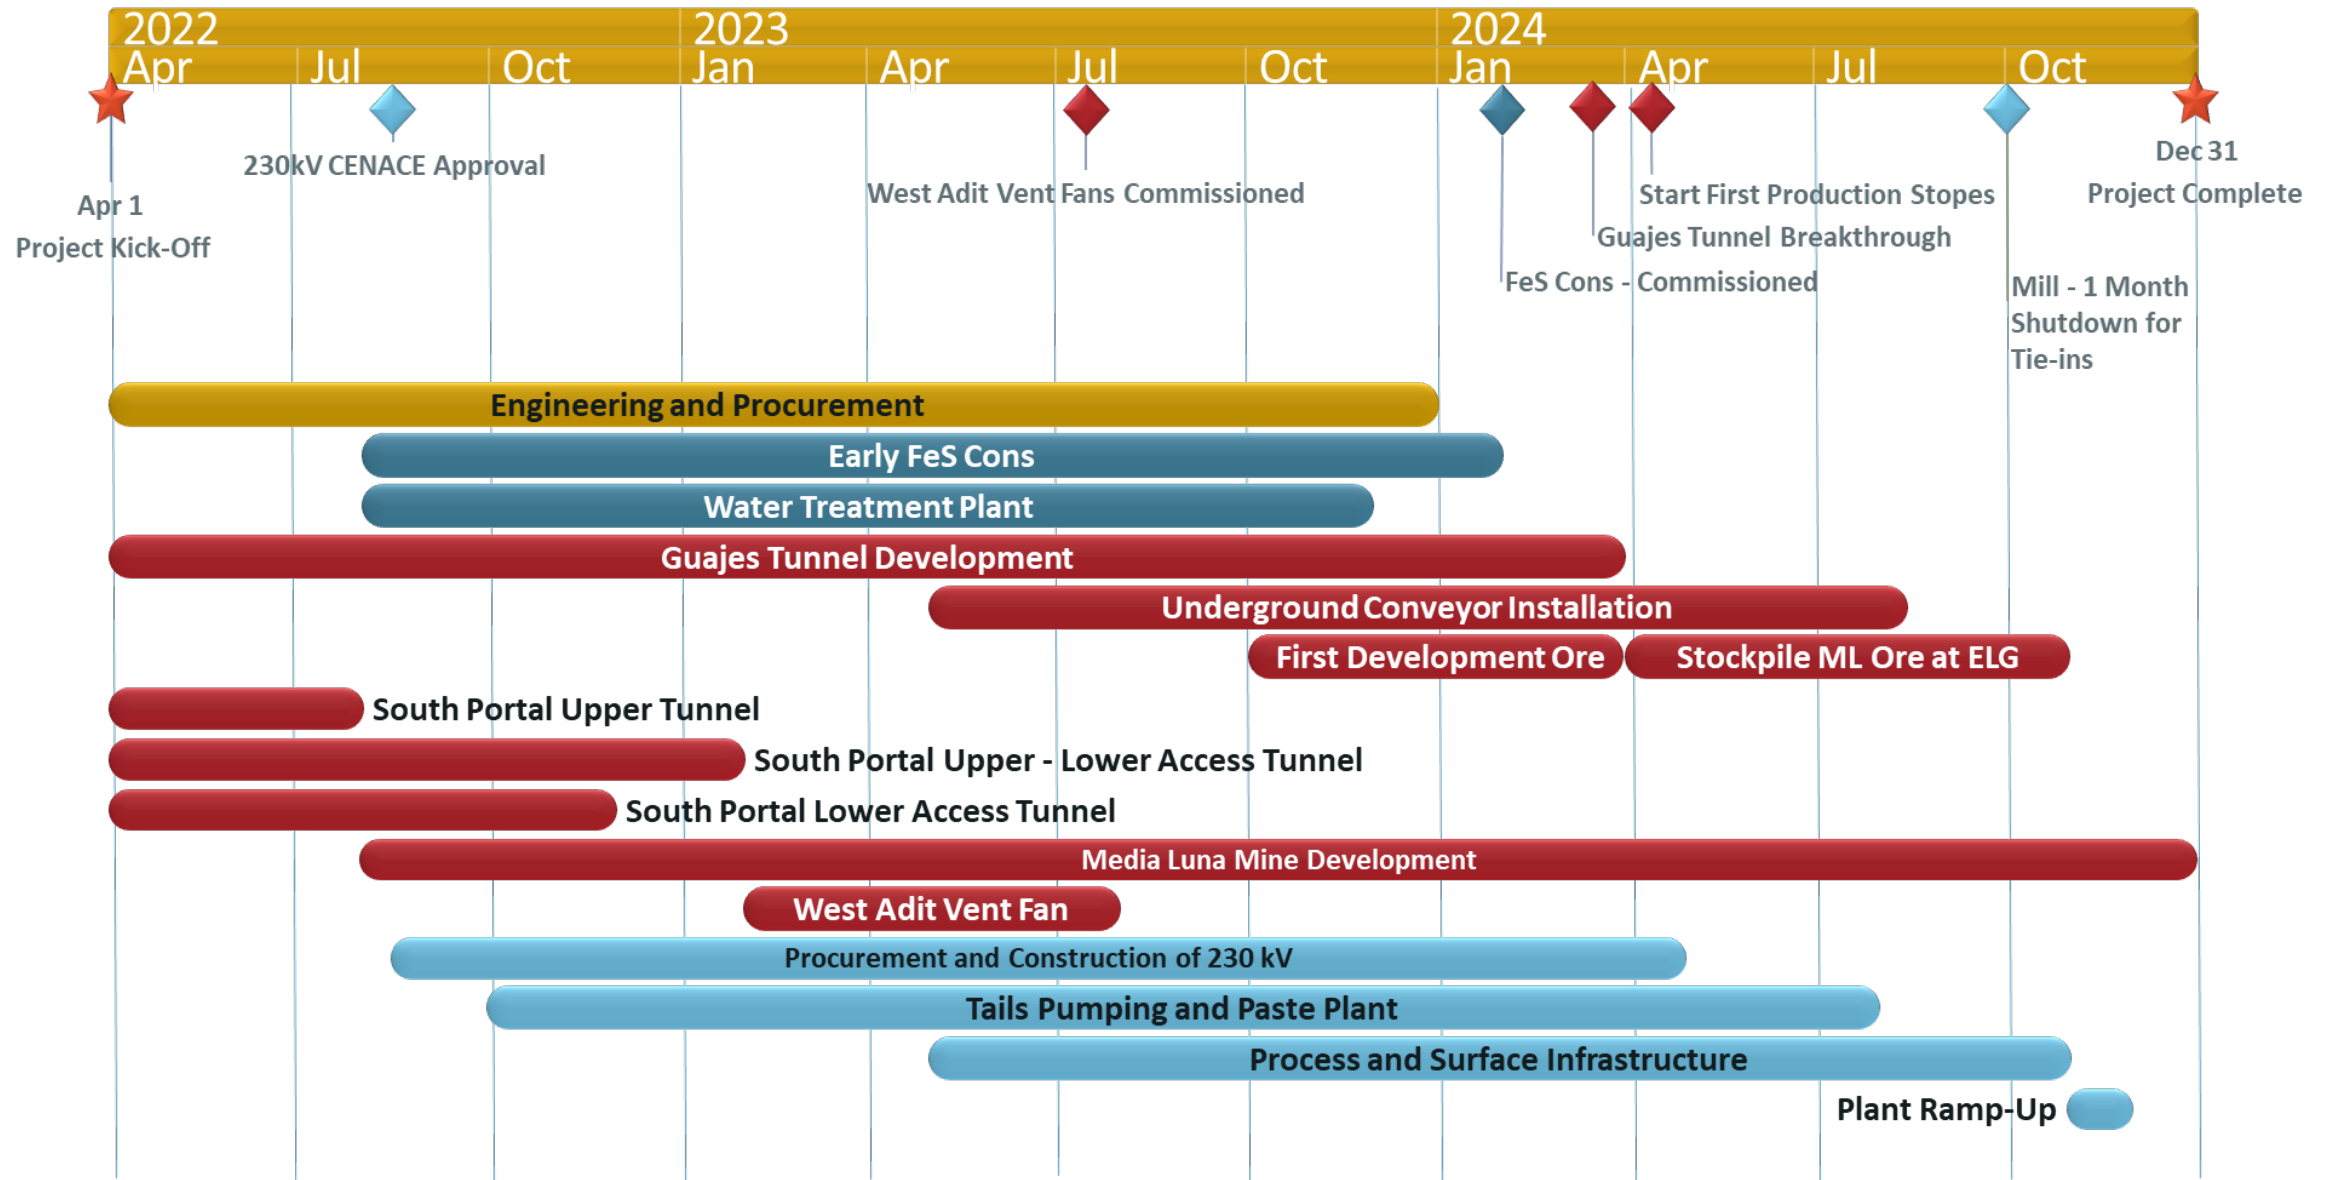 2022 2023 2024
Apr Jul Oct Jan Apr Jul Oct Jan Apr Jul Oct
230kV CENACE Approval
Apr 1
Project Kick-Off
West Adit Vent Fans Commissioned
Start First Production Stopes
Guajes Tunnel Breakthrough
FeS Cons - Commissioned
Mill - 1 Month
Shutdown for
Tie-ins
Dec 31
Project Complete
Engineering and Procurement
Early FeS Cons
Water Treatment Plant
Guajes Tunnel Development
Underground Conveyor Installation
First Development Ore
Stockpile ML Ore at ELG
South Portal Upper Tunnel
South Portal Upper - Lower Access Tunnel
South Portal Lower Access Tunnel
Media Luna Mine Development
West Adit Vent Fan
Procurement and Construction of 230 kV
Tails Pumping and Paste Plant
Process and Surface Infrastructure
Plant Ramp-Up